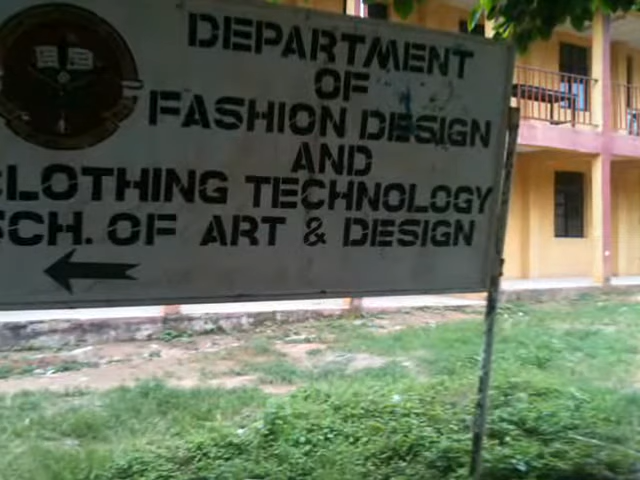 DEPARTMENT
OF
FASHION DESIGN
AND
CLOTHING TECHNOLOGY
SCH. OF ART & DESIGN